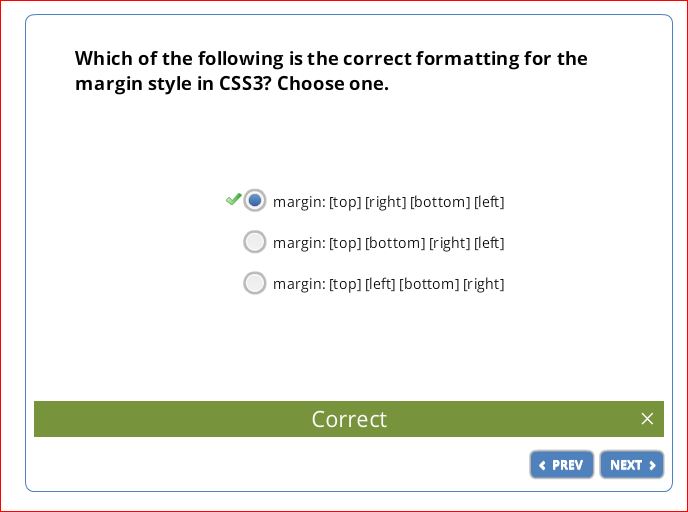 Which of the following is the correct formatting for the
margin style in CSS3? Choose one.
margin: [top] [right] [bottom] [left]
margin: [top] [bottom] [right] [left]
margin: [top] [left] [bottom] [right]
Correct
PREV
NEXT